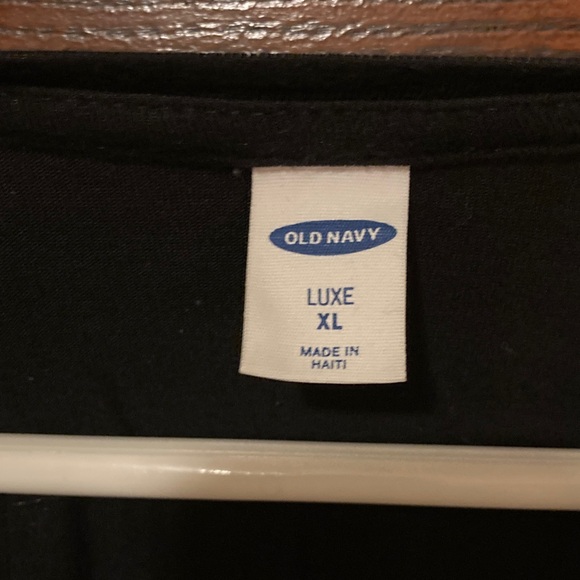 OLD NAVY
LUXE
XL
MADE IN
HAITI